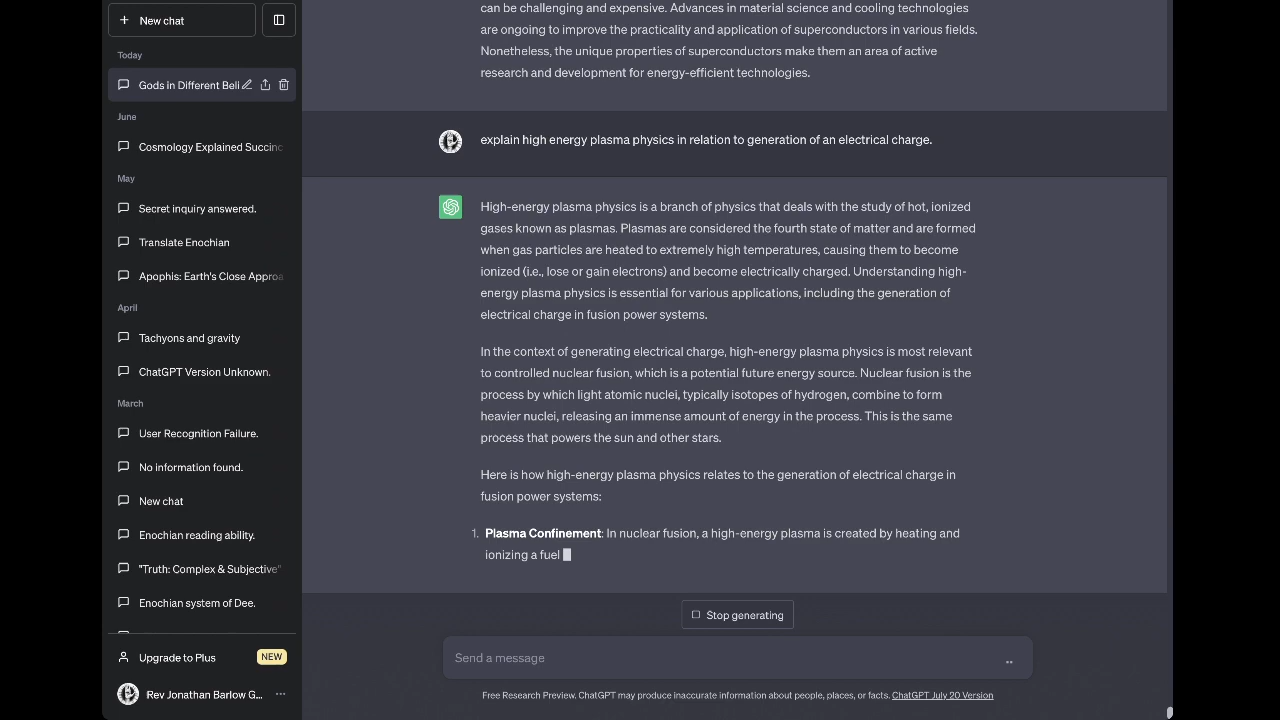 New chat
Today
Gods in Different Beli
June
Cosmology Explained Succinc
May
Secret inquiry answered.
Translate Enochian
Apophis: Earth's Close Approa
April
Tachyons and gravity
ChatGPT Version Unknown.
March
User Recognition Failure.
No information found.
New chat
Enochian reading ability.
"Truth: Complex & Subjective"
Enochian system of Dee.
Upgrade to Plus NEW
Rev Jonathan Barlow G...
can be challenging and expensive. Advances in material science and cooling technologies
are ongoing to improve the practicality and application of superconductors in various fields.
Nonetheless, the unique properties of superconductors make them an area of active
research and development for energy-efficient technologies.
explain high energy plasma physics in relation to generation of an electrical charge.
High-energy plasma physics is a branch of physics that deals with the study of hot, ionized
gases known as plasmas. Plasmas are considered the fourth state of matter and are formed
when gas particles are heated to extremely high temperatures, causing them to become
ionized (i.e., lose or gain electrons) and become electrically charged. Understanding high-
energy plasma physics is essential for various applications, including the generation of
electrical charge in fusion power systems.
In the context of generating electrical charge, high-energy plasma physics is most relevant
to controlled nuclear fusion, which is a potential future energy source. Nuclear fusion is the
process by which light atomic nuclei, typically isotopes of hydrogen, combine to form
heavier nuclei, releasing an immense amount of energy in the process. This is the same
process that powers the sun and other stars.
Here is how high-energy plasma physics relates to the generation of electrical charge in
fusion power systems:
1. Plasma Confinement: In nuclear fusion, a high-energy plasma is created by heating and
ionizing a fuel
Stop generating
Send a message
Free Research Preview. ChatGPT may produce inaccurate information about people, places, or facts. ChatGPT July 20 Version